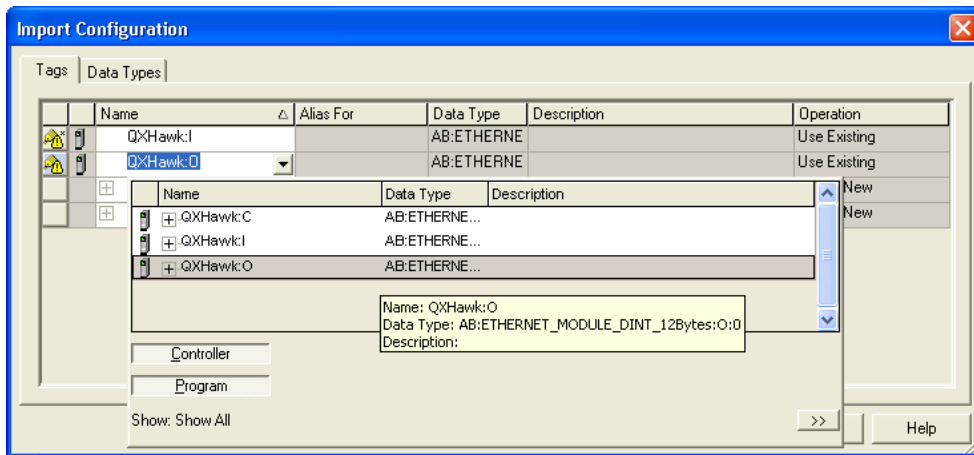 Import Configuration
Tags Data Types
Name Alias For Data Type Description Operation
QXHawk:I AB:ETHERNE Use Existing
QXHawk:O AB:ETHERNE Use Existing
New
Name Data Type Description
New
QXHawk:C AB:ETHERNE...
QXHawk:I AB:ETHERNE...
QXHawk:O AB:ETHERNE...
Name: QXHawk:O
Data Type: AB:ETHERNET_MODULE_DINT_12Bytes:O:0
Description:
Controller
Program
Show: Show All >>
Help